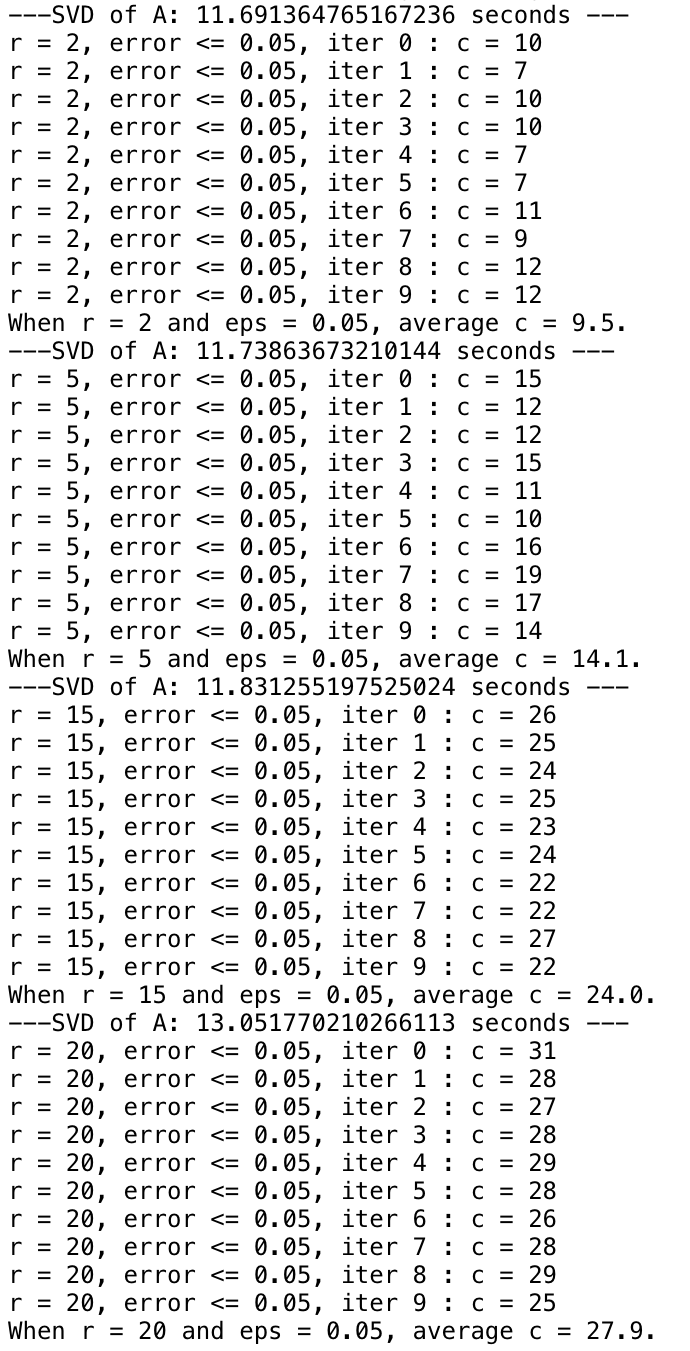 ---SVD of A: 11.691364765167236 seconds ---
r = 2, error <= 0.05, iter 0 : c = 10
r = 2, error <= 0.05, iter 1 : c = 7
r = 2, error <= 0.05, iter 2 : c = 10
r = 2, error <= 0.05, iter 3 : c = 10
r = 2, error <= 0.05, iter 4 : c = 7
r = 2, error <= 0.05, iter 5 : c = 7
r = 2, error <= 0.05, iter 6 : c = 11
r = 2, error <= 0.05, iter 7 : c = 9
r = 2, error <= 0.05, iter 8 : c = 12
r = 2, error <= 0.05, iter 9 : c = 12
When r = 2 and eps = 0.05, average c = 9.5.
---SVD of A: 11.73863673210144 seconds ---
r = 5, error <= 0.05, iter 0 : c = 15
r = 5, error <= 0.05, iter 1 : c = 12
r = 5, error <= 0.05, iter 2 : c = 12
r = 5, error <= 0.05, iter 3 : c = 15
r = 5, error <= 0.05, iter 4 : c = 11
r = 5, error <= 0.05, iter 5 : c = 10
r = 5, error <= 0.05, iter 6 : c = 16
r = 5, error <= 0.05, iter 7 : c = 19
r = 5, error <= 0.05, iter 8 : c = 17
r = 5, error <= 0.05, iter 9 : c = 14
When r = 5 and eps = 0.05, average c = 14.1.
---SVD of A: 11.831255197525024 seconds ---
r = 15, error <= 0.05, iter 0 : c = 26
r = 15, error <= 0.05, iter 1 : c = 25
r = 15, error <= 0.05, iter 2 : c = 24
r = 15, error <= 0.05, iter 3 : c = 25
r = 15, error <= 0.05, iter 4 : c = 23
r = 15, error <= 0.05, iter 5 : c = 24
r = 15, error <= 0.05, iter 6 : c = 22
r = 15, error <= 0.05, iter 7 : c = 22
r = 15, error <= 0.05, iter 8 : c = 27
r = 15, error <= 0.05, iter 9 : c = 22
When r = 15 and eps = 0.05, average c = 24.0.
---SVD of A: 13.051770210266113 seconds ---
r = 20, error <= 0.05, iter 0 : c = 31
r = 20, error <= 0.05, iter 1 : c = 28
r = 20, error <= 0.05, iter 2 : c = 27
r = 20, error <= 0.05, iter 3 : c = 28
r = 20, error <= 0.05, iter 4 : c = 29
r = 20, error <= 0.05, iter 5 : c = 28
r = 20, error <= 0.05, iter 6 : c = 26
r = 20, error <= 0.05, iter 7 : c = 28
r = 20, error <= 0.05, iter 8 : c = 29
r = 20, error <= 0.05, iter 9 : c = 25
When r = 20 and eps = 0.05, average c = 27.9.